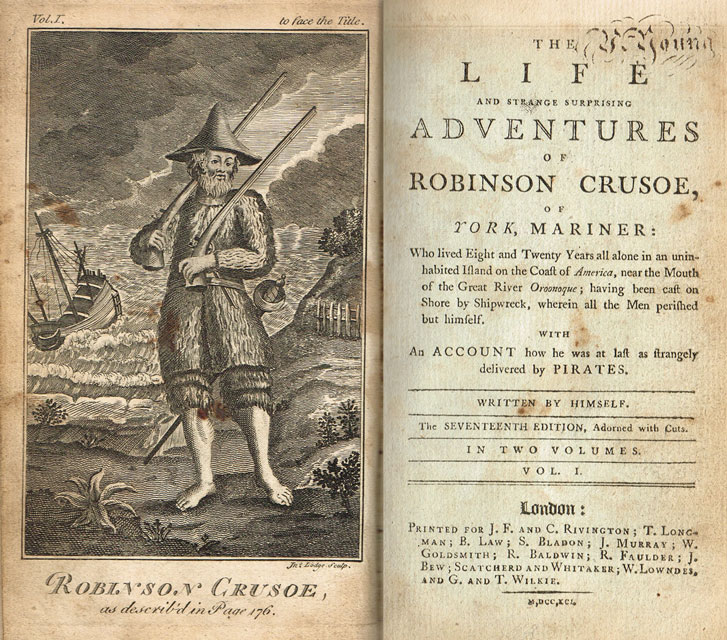 Vol. I. to face the Title.
Jnº Lodge Sculp.
ROBINSON CRUSOE,
as describ'd in Page 176.
V. Young
THE
LIFE
AND STRANGE SURPRISING
ADVENTURES
OF
ROBINSON CRUSOE,
OF
YORK, MARINER:
Who lived Eight and Twenty Years all alone in an unin-
habited Iſland on the Coaſt of America, near the Mouth
of the Great River Oroonoque; having been caſt on
Shore by Shipwreck, wherein all the Men periſhed
but himſelf.
WITH
An ACCOUNT how he was at laſt as ſtrangely
delivered by PIRATES.
WRITTEN BY HIMSELF.
The SEVENTEENTH EDITION, Adorned with Cuts.
IN TWO VOLUMES.
VOL. I.
London:
PRINTED FOR J. F. AND C. RIVINGTON; T. LONG-
MAN; B. LAW; S. BLADON; J. MURRAY; W.
GOLDSMITH; R. BALDWIN; R. FAULDER; J.
BEW; SCATCHERD AND WHITAKER; W. LOWNDES,
AND G. AND T. WILKIE.
M,DCC,XCI.